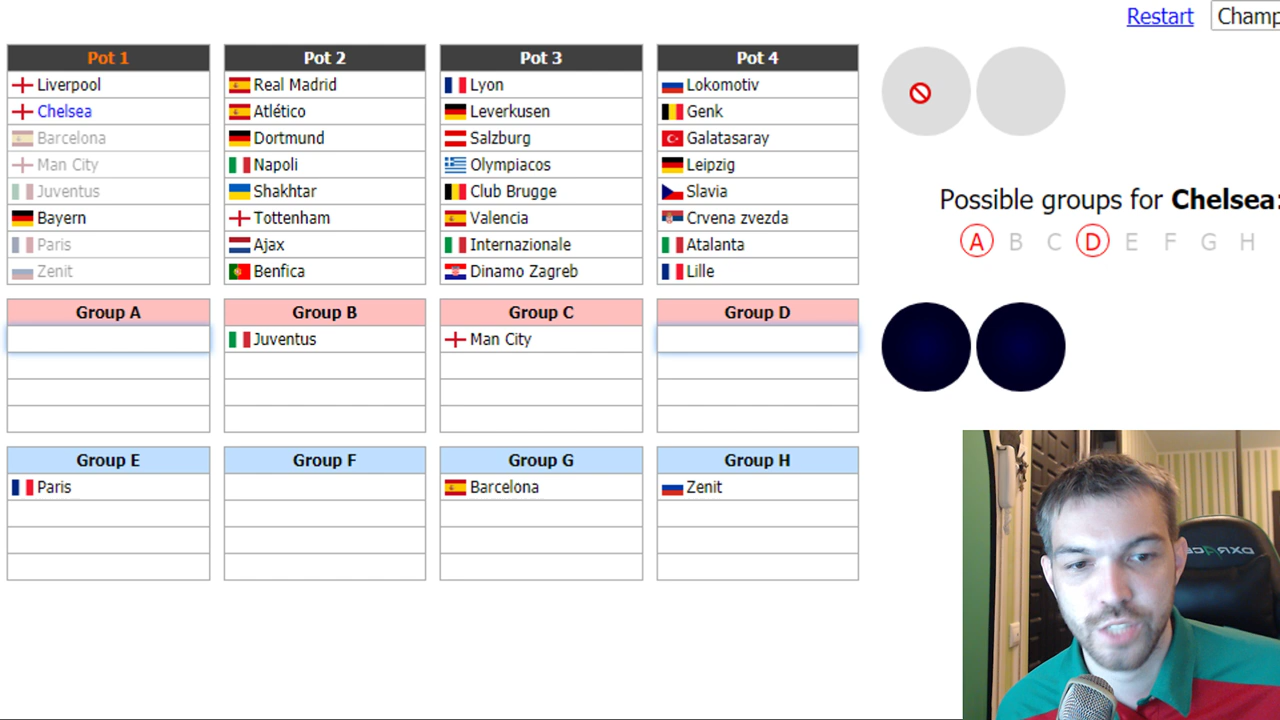 Restart Champ
Pot 1 Pot 2 Pot 3 Pot 4
Liverpool Real Madrid Lyon Lokomotiv
Chelsea Atlético Leverkusen Genk
Barcelona Dortmund Salzburg Galatasaray
Man City Napoli Olympiacos Leipzig
Juventus Shakhtar Club Brugge Slavia
Bayern Tottenham Valencia Crvena zvezda
Paris Ajax Internazionale Atalanta
Zenit Benfica Dinamo Zagreb Lille
Possible groups for Chelsea:
A B C D E F G H
Group A Group B Group C Group D
Juventus Man City
Group E Group F Group G Group H
Paris Barcelona Zenit
DXRACE